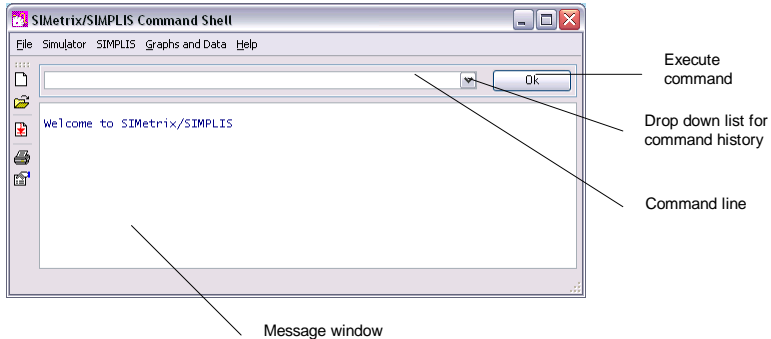 SIMetrix/SIMPLIS Command Shell
File Simulator SIMPLIS Graphs and Data Help
Ok
Welcome to SIMetrix/SIMPLIS
Execute
command
Drop down list for
command history
Command line
Message window